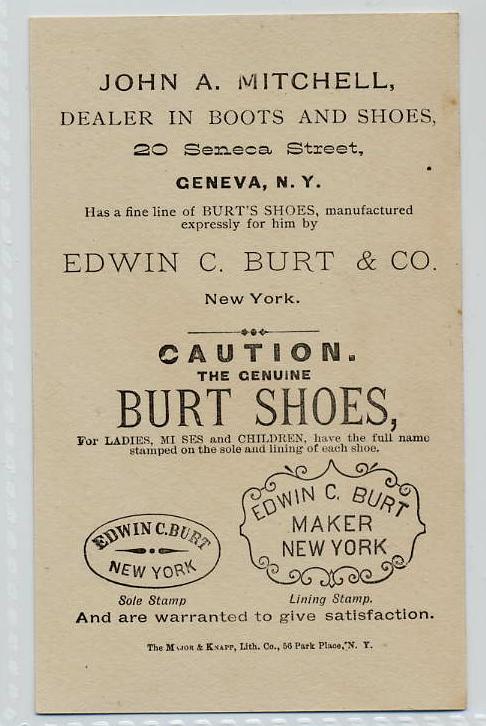 JOHN A. MITCHELL,
DEALER IN BOOTS AND SHOES,
20 Seneca Street,
GENEVA, N. Y.
Has a fine line of BURT'S SHOES, manufactured
expressly for him by
EDWIN C. BURT & CO.
New York.
CAUTION.
THE GENUINE
BURT SHOES,
For LADIES, MI SES and CHILDREN, have the full name
stamped on the sole and lining of each shoe.
EDWIN C. BURT
NEW YORK
Sole Stamp
EDWIN C. BURT
MAKER
NEW YORK
Lining Stamp.
And are warranted to give satisfaction.
The MAJOR & KNAPP, Lith. Co., 56 Park Place, N. Y.